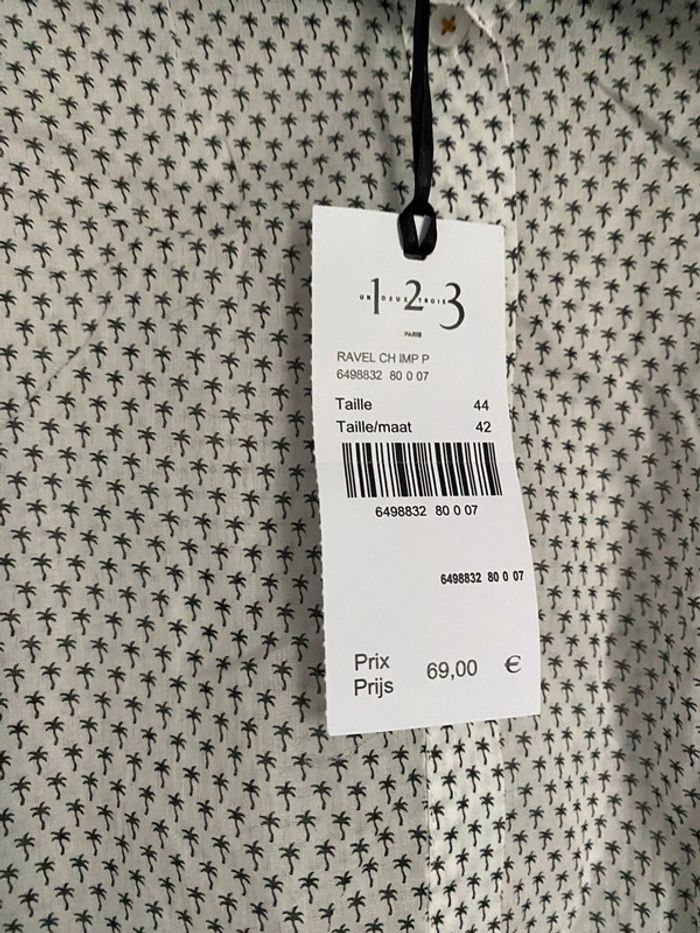 UN 1 DEUX 2 TROIS 3
PARIS
RAVEL CH IMP P
6498832 80 0 07
Taille 44
Taille/maat 42
6498832 80 0 07
6498832 80 0 07
Prix 69,00 €
Prijs